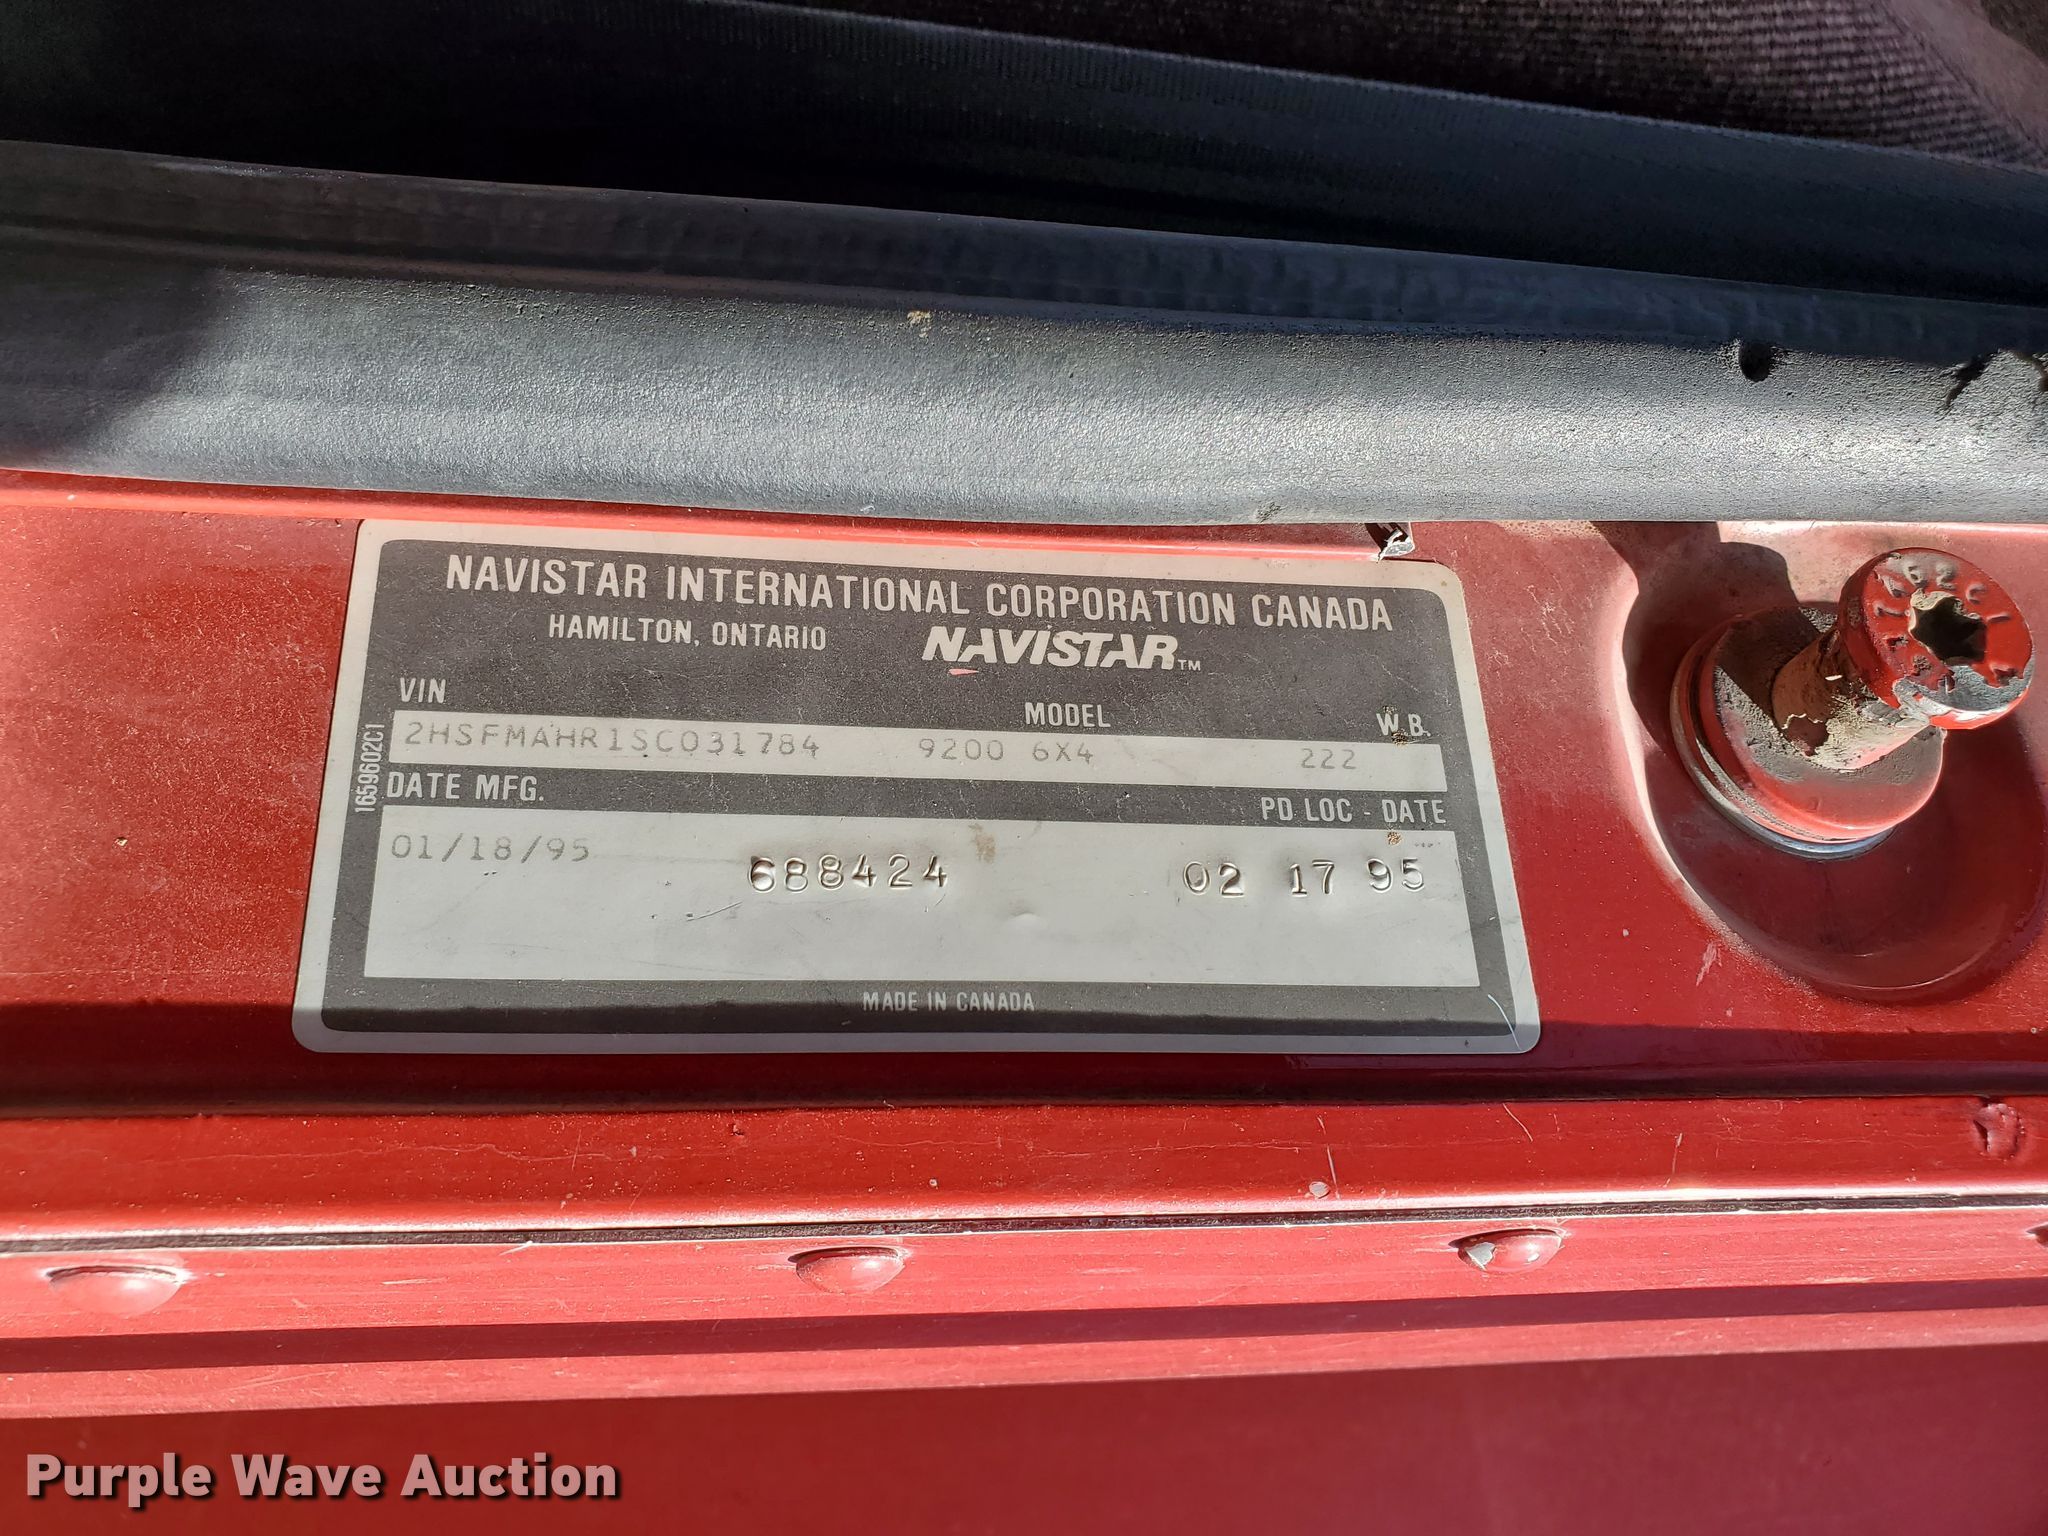 NAVISTAR INTERNATIONAL CORPORATION CANADA
HAMILTON, ONTARIO NAVISTAR™
VIN MODEL W.B.
2HSFMAHR1SC031784 9200 6X4 222
DATE MFG. PD LOC - DATE
01/18/95 688424 02 17 95
MADE IN CANADA
1659602C1
Purple Wave Auction